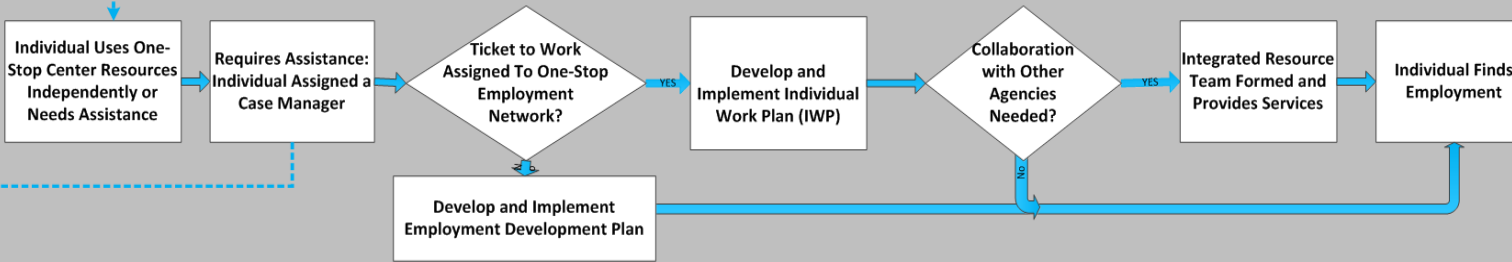 Individual Uses One-
Stop Center Resources
Independently or
Needs Assistance
Requires Assistance:
Individual Assigned a
Case Manager
Ticket to Work
Assigned To One-Stop
Employment
Network?
YES
Develop and
Implement Individual
Work Plan (IWP)
Collaboration
with Other
Agencies
Needed?
YES
Integrated Resource
Team Formed and
Provides Services
Individual Finds
Employment
No
No
Develop and Implement
Employment Development Plan